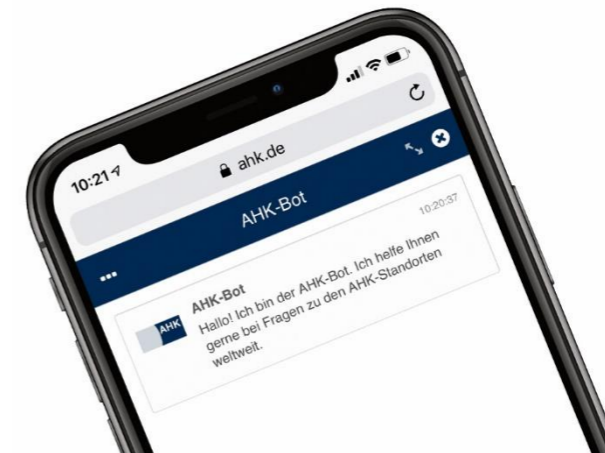 10:21
ahk.de
AHK-Bot
10:20:37
AHK-Bot
AHK
Hallo! Ich bin der AHK-Bot. Ich helfe Ihnen
gerne bei Fragen zu den AHK-Standorten
weltweit.